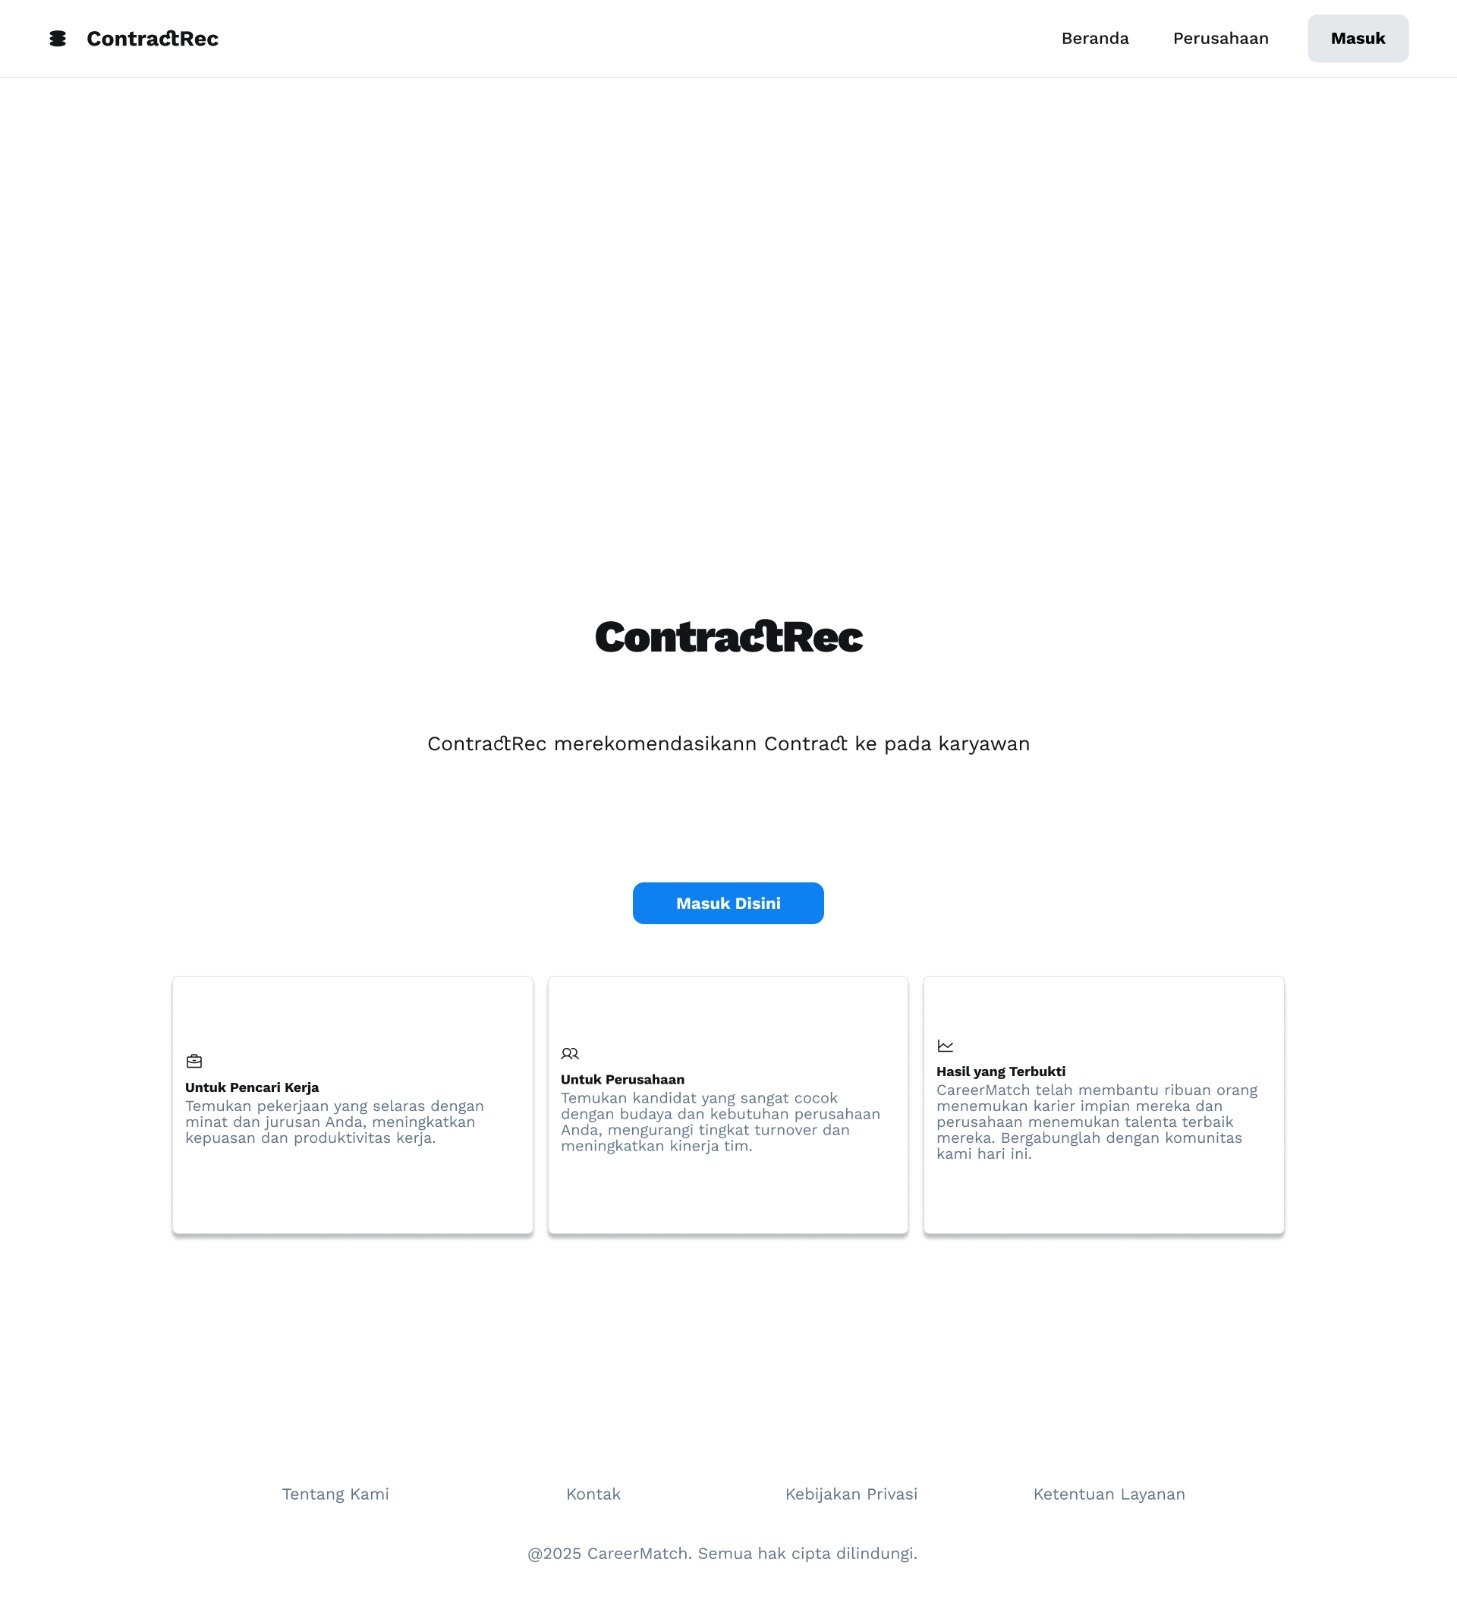 ContractRec
Beranda
Perusahaan
Masuk
ContractRec
ContractRec merekomendasikann Contract ke pada karyawan
Masuk Disini
Untuk Pencari Kerja
Temukan pekerjaan yang selaras dengan
minat dan jurusan Anda, meningkatkan
kepuasan dan produktivitas kerja.
Untuk Perusahaan
Temukan kandidat yang sangat cocok
dengan budaya dan kebutuhan perusahaan
Anda, mengurangi tingkat turnover dan
meningkatkan kinerja tim.
Hasil yang Terbukti
CareerMatch telah membantu ribuan orang
menemukan karier impian mereka dan
perusahaan menemukan talenta terbaik
mereka. Bergabunglah dengan komunitas
kami hari ini.
Tentang Kami
Kontak
Kebijakan Privasi
Ketentuan Layanan
@2025 CareerMatch. Semua hak cipta dilindungi.